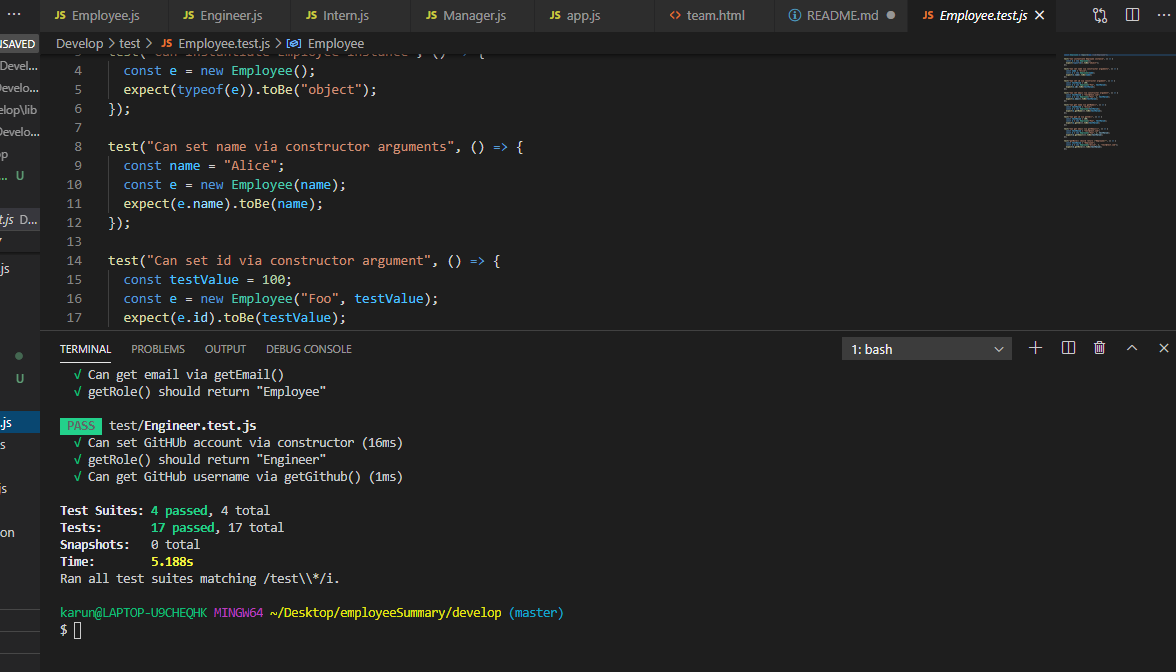 ··· JS Employee.js JS Engineer.js JS Intern.js JS Manager.js JS app.js <> team.html ⓘ README.md ● JS Employee.test.js ✕ ···
NSAVED
Develop > test > JS Employee.test.js > Employee
Devel...
4 const e = new Employee();
Develo...
5 expect(typeof(e)).toBe("object");
elop\lib
6 });
Develo...
7
8 test("Can set name via constructor arguments", () => {
op
9 const name = "Alice";
... U
10 const e = new Employee(name);
11 expect(e.name).toBe(name);
t.js D...
12 });
13
14 test("Can set id via constructor argument", () => {
js
15 const testValue = 100;
16 const e = new Employee("Foo", testValue);
17 expect(e.id).toBe(testValue);
TERMINAL PROBLEMS OUTPUT DEBUG CONSOLE 1: bash
√ Can get email via getEmail()
U
√ getRole() should return "Employee"
.js
PASS test/Engineer.test.js
s
√ Can set GitHUb account via constructor (16ms)
√ getRole() should return "Engineer"
√ Can get GitHub username via getGithub() (1ms)
js
Test Suites: 4 passed, 4 total
Tests: 17 passed, 17 total
on
Snapshots: 0 total
Time: 5.188s
Ran all test suites matching /test\\*/i.
karun@LAPTOP-U9CHEQHK MINGW64 ~/Desktop/employeeSummary/develop (master)
$